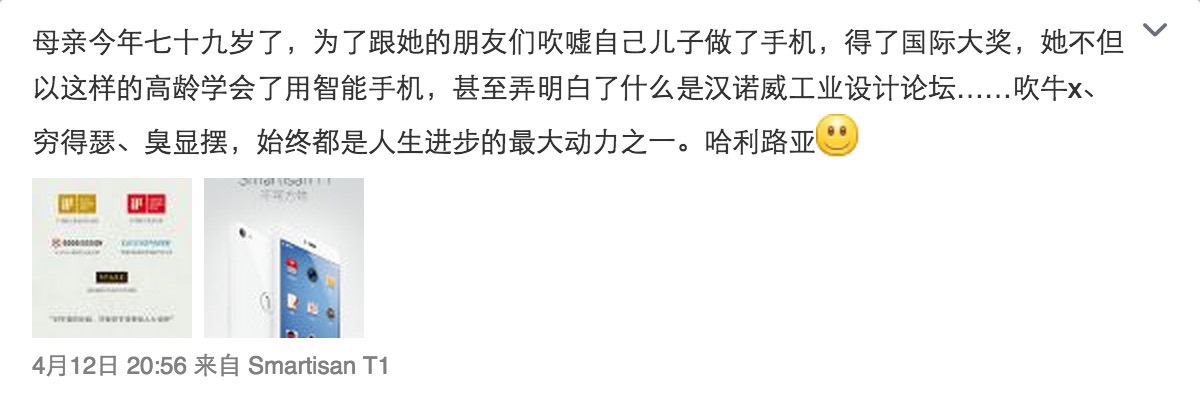 母亲今年七十九岁了，为了跟她的朋友们吹嘘自己儿子做了手机，得了国际大奖，她不但
以这样的高龄学会了用智能手机，甚至弄明白了什么是汉诺威工业设计论坛……吹牛x、
穷得瑟、臭显摆，始终都是人生进步的最大动力之一。哈利路亚
Smartisan T1
4月12日 20:56 来自 Smartisan T1